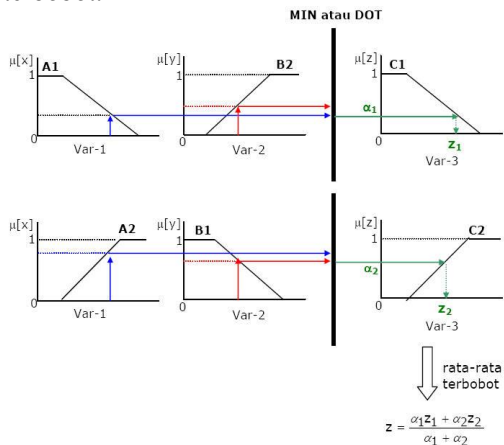 MIN atau DOT
μ[x]
A1
1
0
Var-1
μ[y]
B2
1
0
Var-2
α1
μ[z]
C1
1
0
z1
Var-3
μ[x]
A2
1
0
Var-1
μ[y]
B1
1
0
Var-2
α2
μ[z]
C2
1
0
z2
Var-3
rata-rata
terbobot
z = (α1z1 + α2z2) / (α1 + α2)